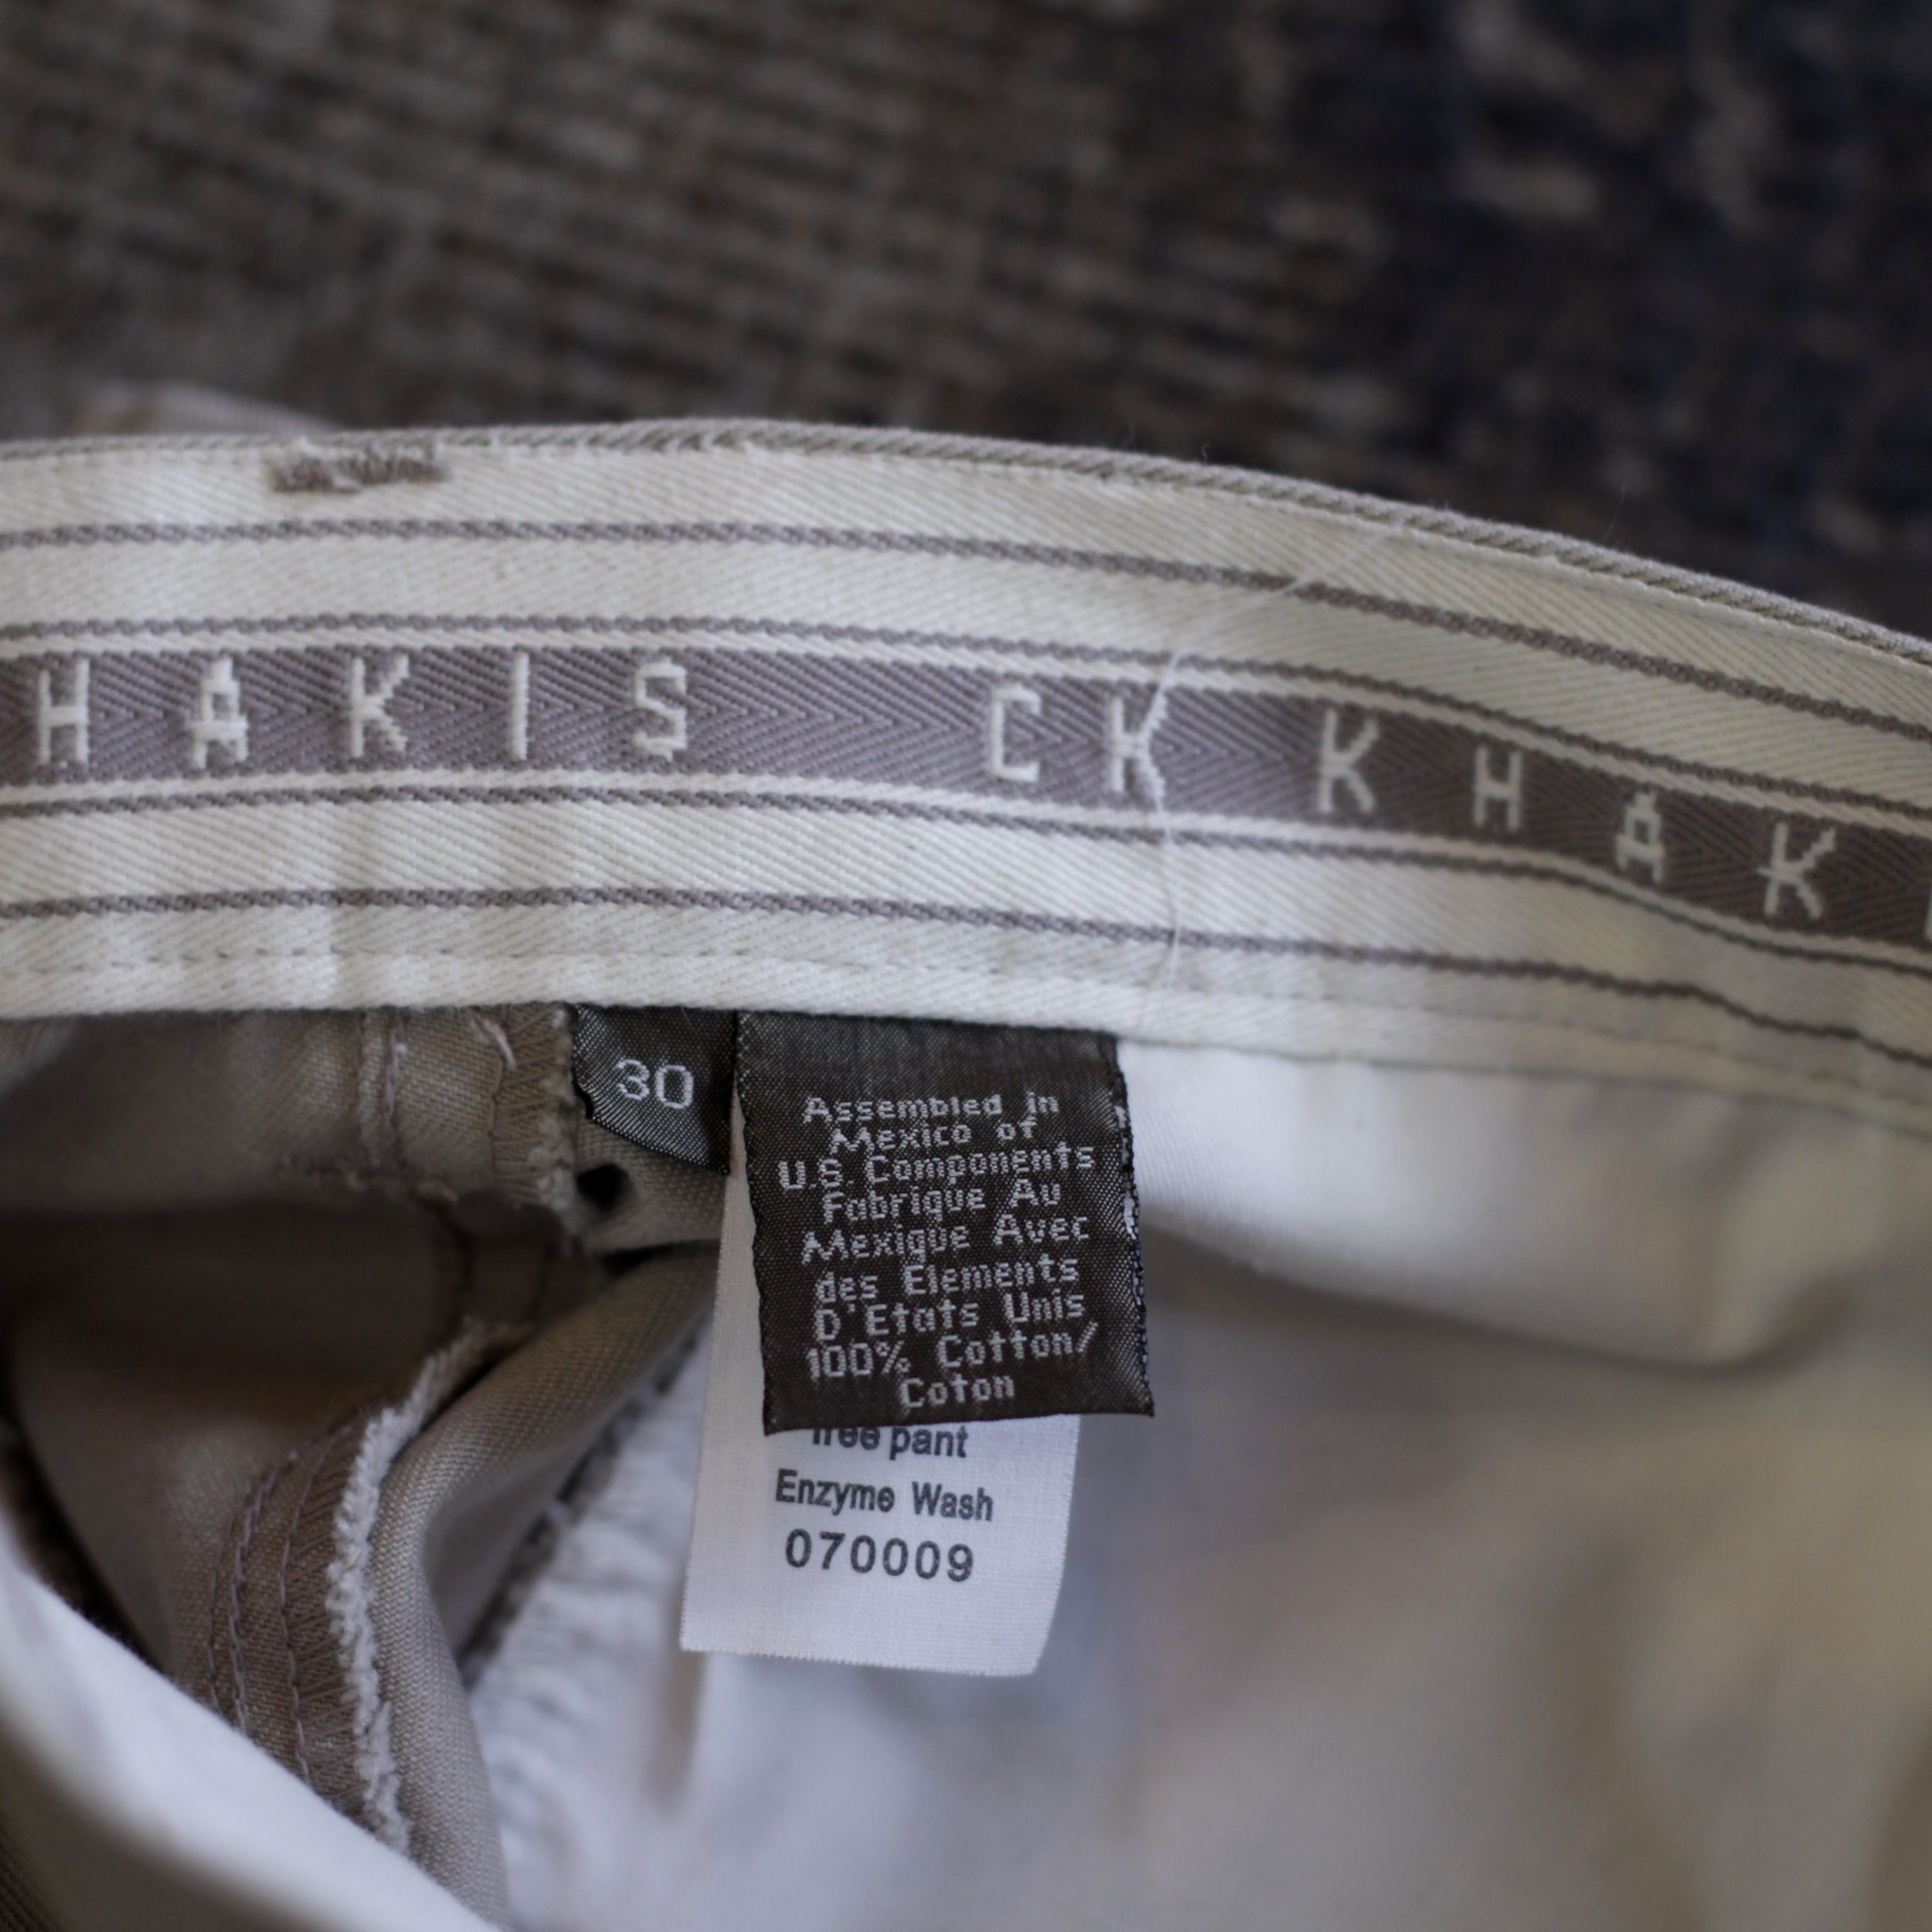 HAKIS CK KHAK
30
Assembled in
Mexico of
U.S. Components
Fabrique Au
Mexique Avec
des Elements
D'Etats Unis
100% Cotton/
Coton
free pant
Enzyme Wash
070009